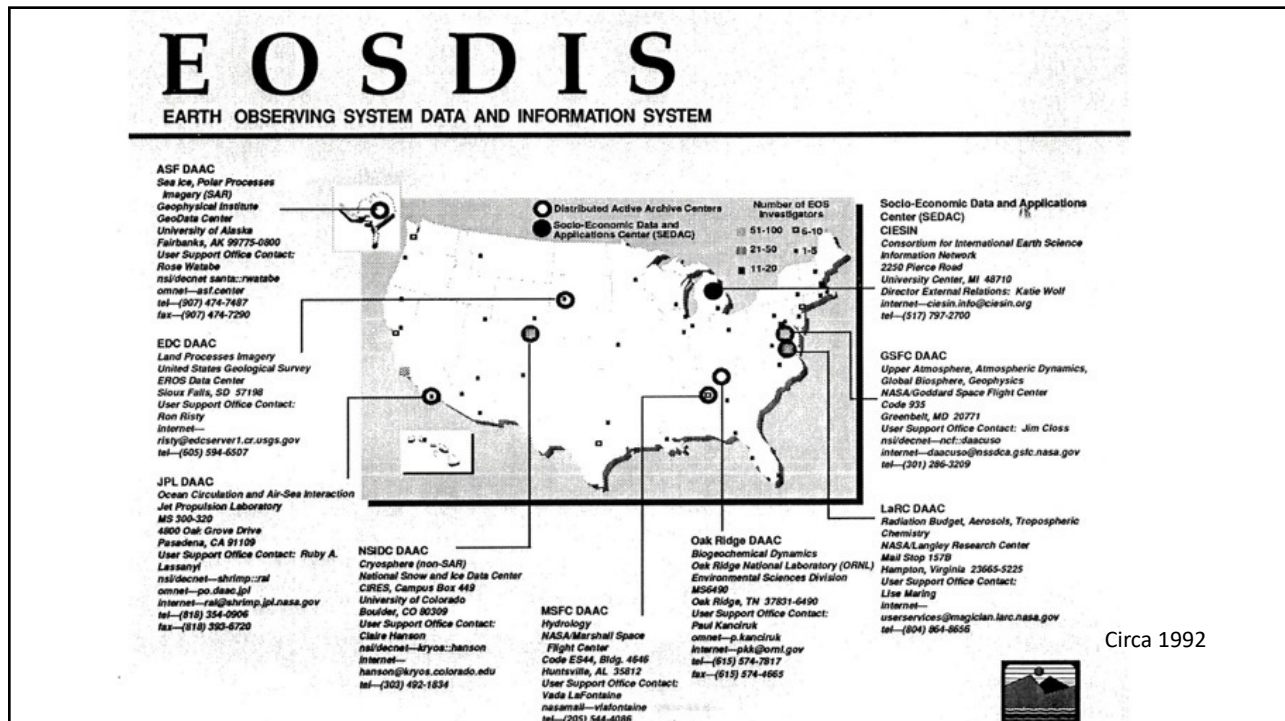 E O S D I S
EARTH OBSERVING SYSTEM DATA AND INFORMATION SYSTEM
ASF DAAC
Sea Ice, Polar Processes
Imagery (SAR)
Geophysical Institute
GeoData Center
University of Alaska
Fairbanks, AK 99775-0800
User Support Office Contact:
Rose Watabe
nsi/decnet santa::rwatabe
omnet—asf.center
tel—(907) 474-7487
fax—(907) 474-7290
EDC DAAC
Land Processes Imagery
United States Geological Survey
EROS Data Center
Sioux Falls, SD 57198
User Support Office Contact:
Ron Risty
internet—
risty@edcserver1.cr.usgs.gov
tel—(605) 594-6507
JPL DAAC
Ocean Circulation and Air-Sea Interaction
Jet Propulsion Laboratory
MS 300-320
4800 Oak Grove Drive
Pasadena, CA 91109
User Support Office Contact: Ruby A.
Lassanyi
nsi/decnet—shrimp::ral
omnet—po.daac.jpl
internet—ral@shrimp.jpl.nasa.gov
tel—(818) 354-0906
fax—(818) 393-6720
Distributed Active Archive Centers
Socio-Economic Data and
Applications Center (SEDAC)
Number of EOS
Investigators
51-100 6-10
21-50 1-5
11-20
NSIDC DAAC
Cryosphere (non-SAR)
National Snow and Ice Data Center
CIRES, Campus Box 449
University of Colorado
Boulder, CO 80309
User Support Office Contact:
Claire Hanson
nsi/decnet—kryos::hanson
internet—
hanson@kryos.colorado.edu
tel—(303) 492-1834
MSFC DAAC
Hydrology
NASA/Marshall Space
Flight Center
Code ES44, Bldg. 4646
Huntsville, AL 35812
User Support Office Contact:
Vada LaFontaine
nasamail—vlafontaine
tel—(205) 544-4086
Oak Ridge DAAC
Biogeochemical Dynamics
Oak Ridge National Laboratory (ORNL)
Environmental Sciences Division
MS6490
Oak Ridge, TN 37831-6490
User Support Office Contact:
Paul Kanciruk
omnet—p.kanciruk
internet—pkk@ornl.gov
tel—(615) 574-7817
fax—(615) 574-4665
Socio-Economic Data and Applications
Center (SEDAC)
CIESIN
Consortium for International Earth Science
Information Network
2250 Pierce Road
University Center, MI 48710
Director External Relations: Katie Wolf
internet—ciesin.info@ciesin.org
tel—(517) 797-2700
GSFC DAAC
Upper Atmosphere, Atmospheric Dynamics,
Global Biosphere, Geophysics
NASA/Goddard Space Flight Center
Code 935
Greenbelt, MD 20771
User Support Office Contact: Jim Closs
nsi/decnet—ncf::daacuso
internet—daacuso@nssdca.gsfc.nasa.gov
tel—(301) 286-3209
LaRC DAAC
Radiation Budget, Aerosols, Tropospheric
Chemistry
NASA/Langley Research Center
Mail Stop 157B
Hampton, Virginia 23665-5225
User Support Office Contact:
Lise Maring
internet—
userservices@magician.larc.nasa.gov
tel—(804) 864-8656
Circa 1992